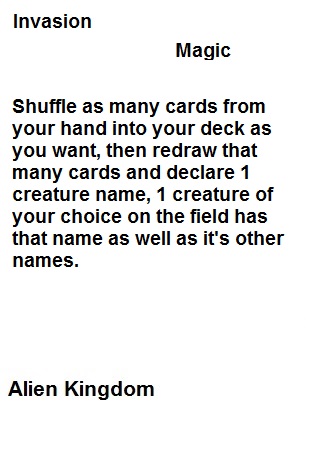 Invasion
Magic
Shuffle as many cards from
your hand into your deck as
you want, then redraw that
many cards and declare 1
creature name, 1 creature of
your choice on the field has
that name as well as it's other
names.
Alien Kingdom